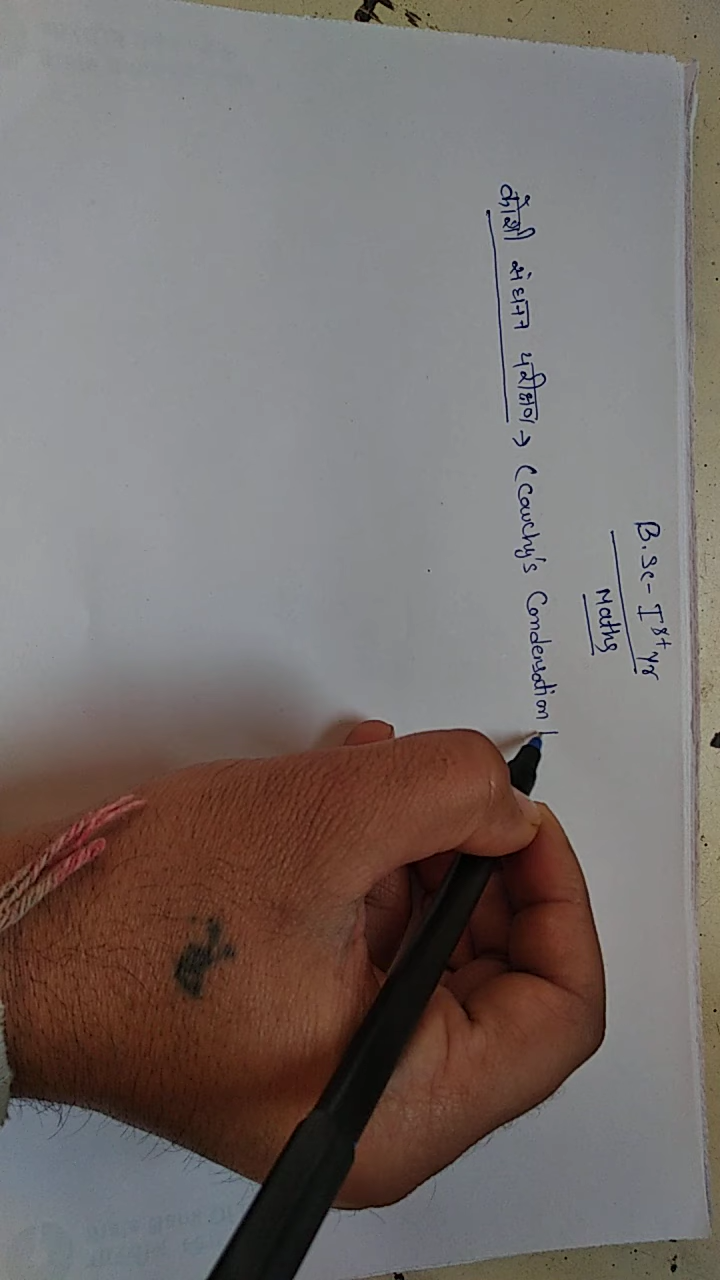 B.Sc- Ist yr
Maths
कोशी संघनन परीक्षण → (Cauchy's Condensation